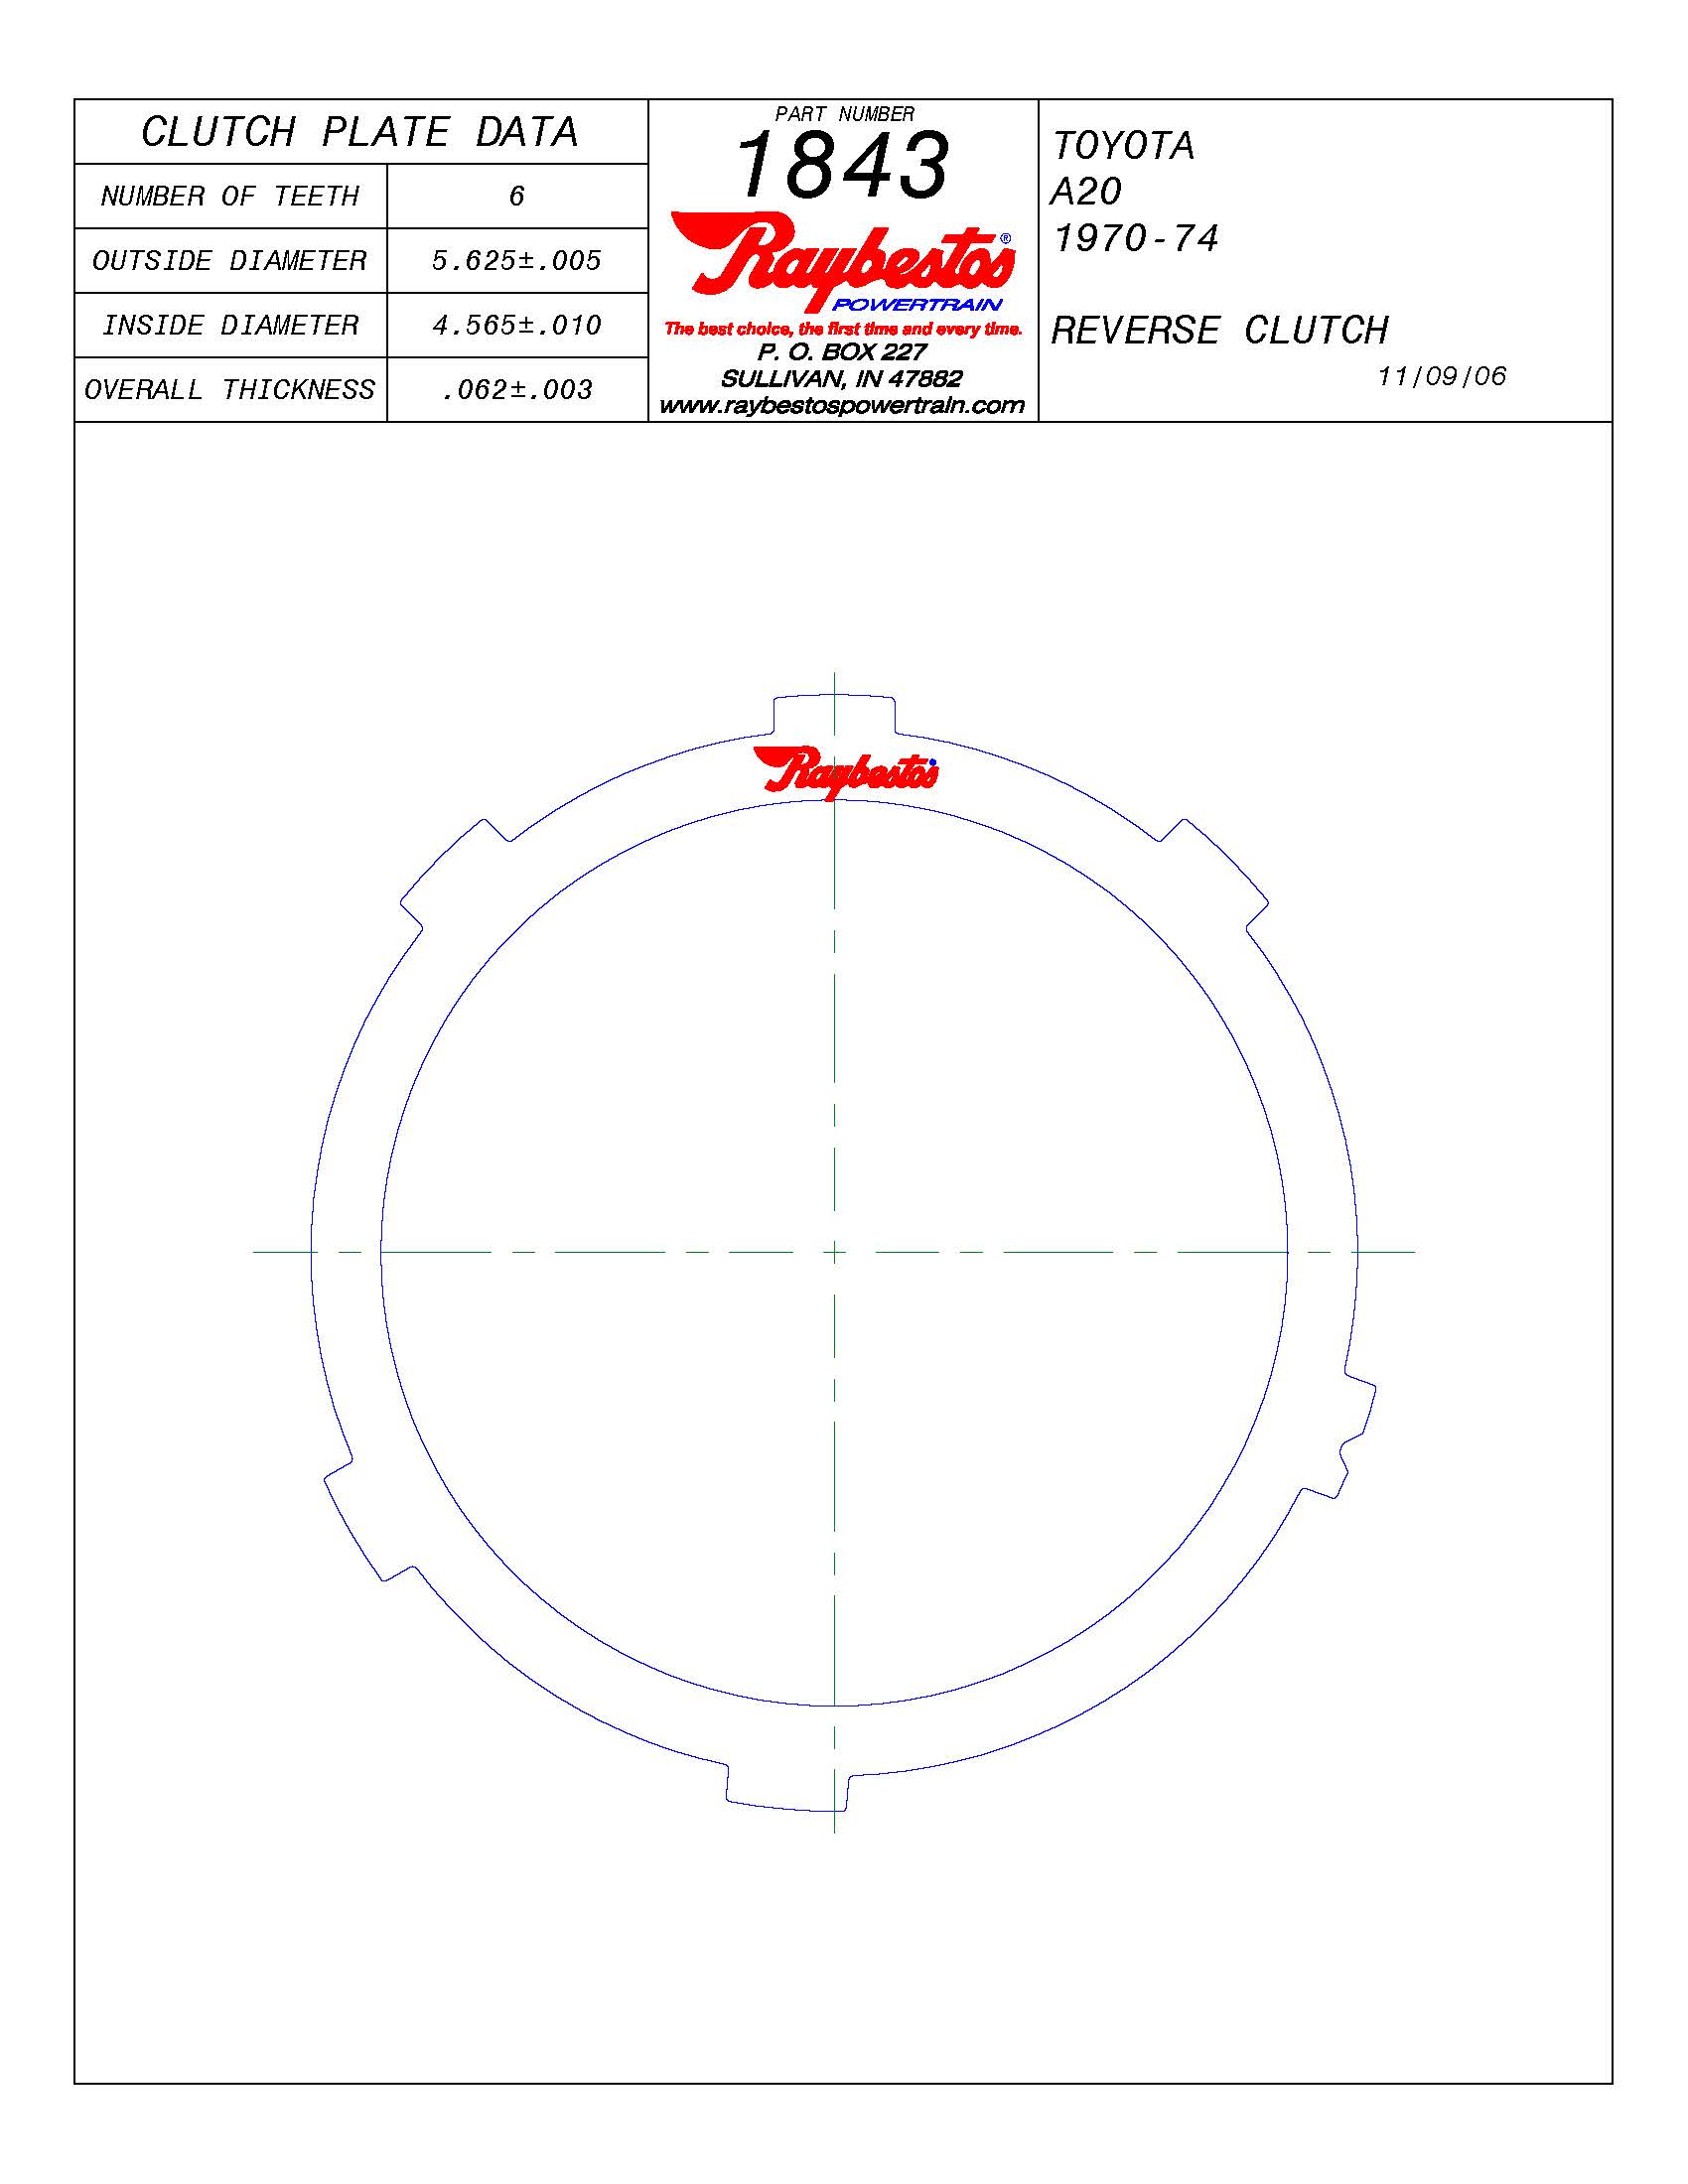 CLUTCH PLATE DATA
NUMBER OF TEETH 6
OUTSIDE DIAMETER 5.625±.005
INSIDE DIAMETER 4.565±.010
OVERALL THICKNESS .062±.003
PART NUMBER
1843
Raybestos®
POWERTRAIN
The best choice, the first time and every time.
P. O. BOX 227
SULLIVAN, IN 47882
www.raybestospowertrain.com
TOYOTA
A20
1970-74
REVERSE CLUTCH
11/09/06
Raybestos